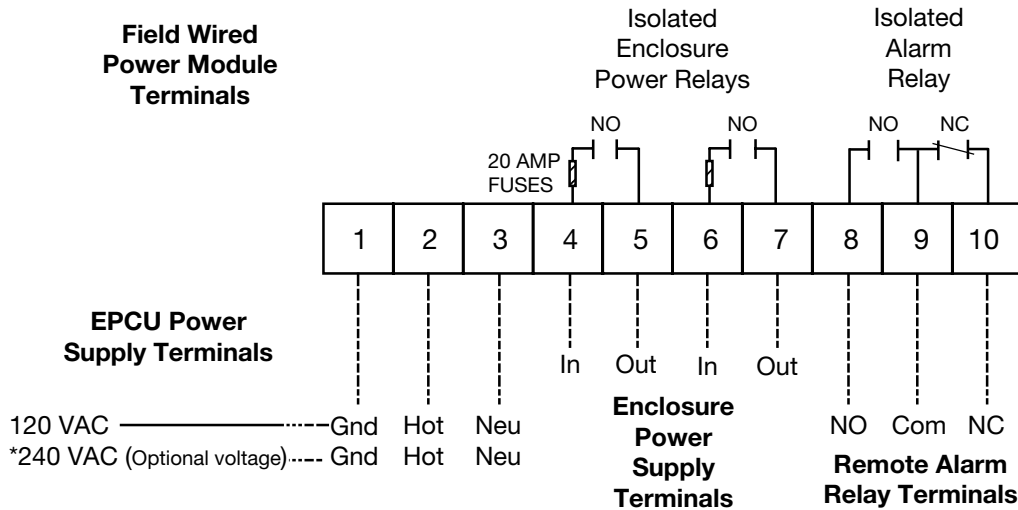 Field Wired
Power Module
Terminals
Isolated
Enclosure
Power Relays
Isolated
Alarm
Relay
NO
NO
NO
NC
20 AMP
FUSES
1 2 3 4 5 6 7 8 9 10
EPCU Power
Supply Terminals
In Out In Out
Enclosure
Power
Supply
Terminals
120 VAC Gnd Hot Neu
*240 VAC (Optional voltage) Gnd Hot Neu
NO Com NC
Remote Alarm
Relay Terminals